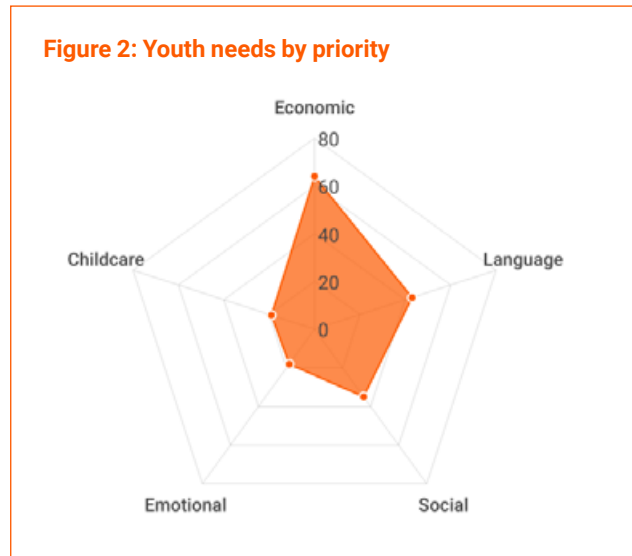 Figure 2: Youth needs by priority
Economic
80
60
40
20
0
Childcare
Language
Emotional
Social